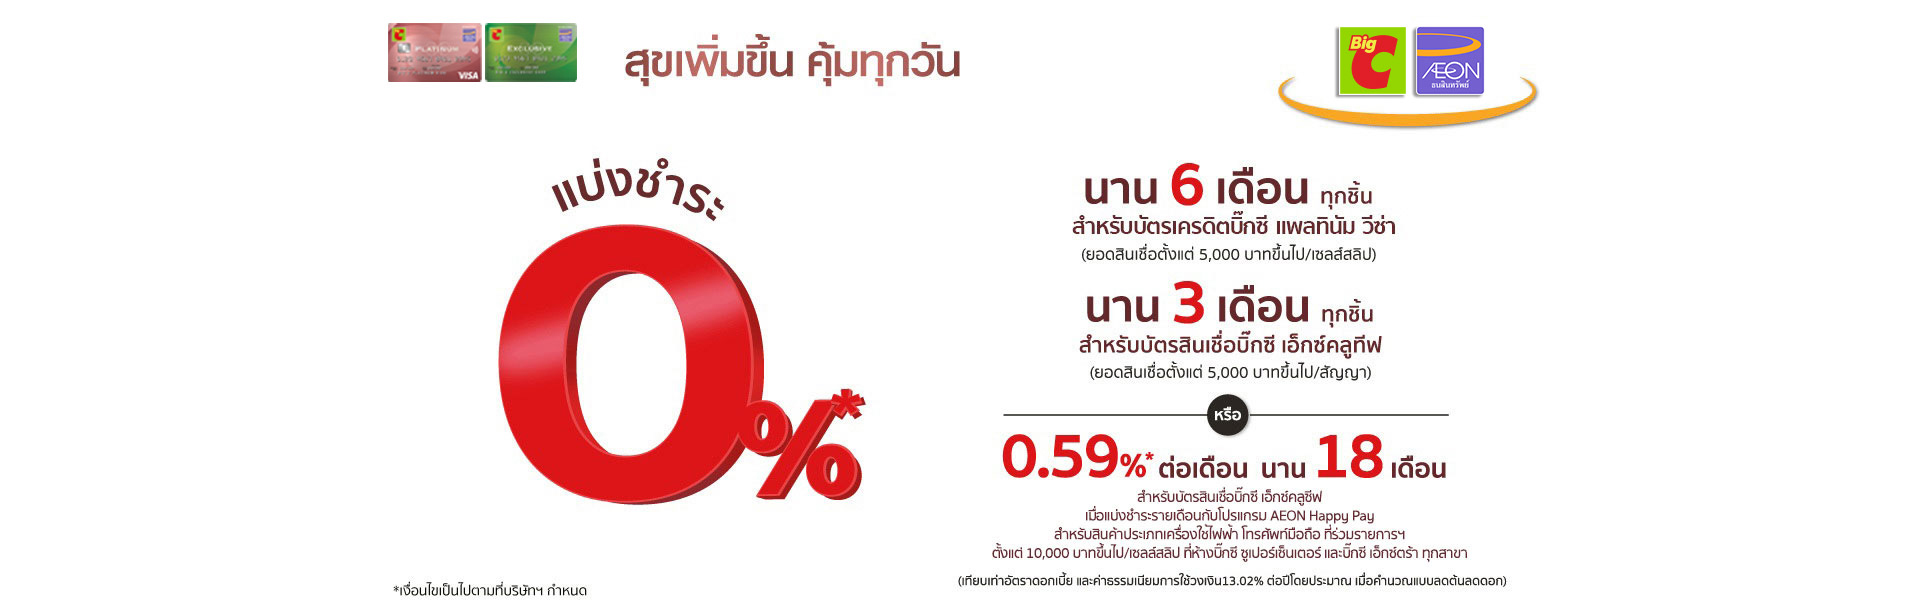 PLATINUM
VISA
EXCLUSIVE
สุขเพิ่มขึ้น คุ้มทุกวัน
Big C
ÆON
ธนสินทรัพย์
แบ่งชำระ
0%*
นาน 6 เดือน ทุกชิ้น
สำหรับบัตรเครดิตบิ๊กซี แพลทินัม วีซ่า
(ยอดสินเชื่อตั้งแต่ 5,000 บาทขึ้นไป/เซลส์สลิป)
นาน 3 เดือน ทุกชิ้น
สำหรับบัตรสินเชื่อบิ๊กซี เอ็กซ์คลูทีฟ
(ยอดสินเชื่อตั้งแต่ 5,000 บาทขึ้นไป/สัญญา)
หรือ
0.59%* ต่อเดือน นาน 18 เดือน
สำหรับบัตรสินเชื่อบิ๊กซี เอ็กซ์คลูซีฟ
เมื่อแบ่งชำระรายเดือนกับโปรแกรม AEON Happy Pay
สำหรับสินค้าประเภทเครื่องใช้ไฟฟ้า โทรศัพท์มือถือ ที่ร่วมรายการฯ
ตั้งแต่ 10,000 บาทขึ้นไป/เซลส์สลิป ที่ห้างบิ๊กซี ซูเปอร์เซ็นเตอร์ และบิ๊กซี เอ็กซ์ตร้า ทุกสาขา
(เทียบเท่าอัตราดอกเบี้ย และค่าธรรมเนียมการใช้วงเงิน13.02% ต่อปีโดยประมาณ เมื่อคำนวณแบบลดต้นลดดอก)
*เงื่อนไขเป็นไปตามที่บริษัทฯ กำหนด